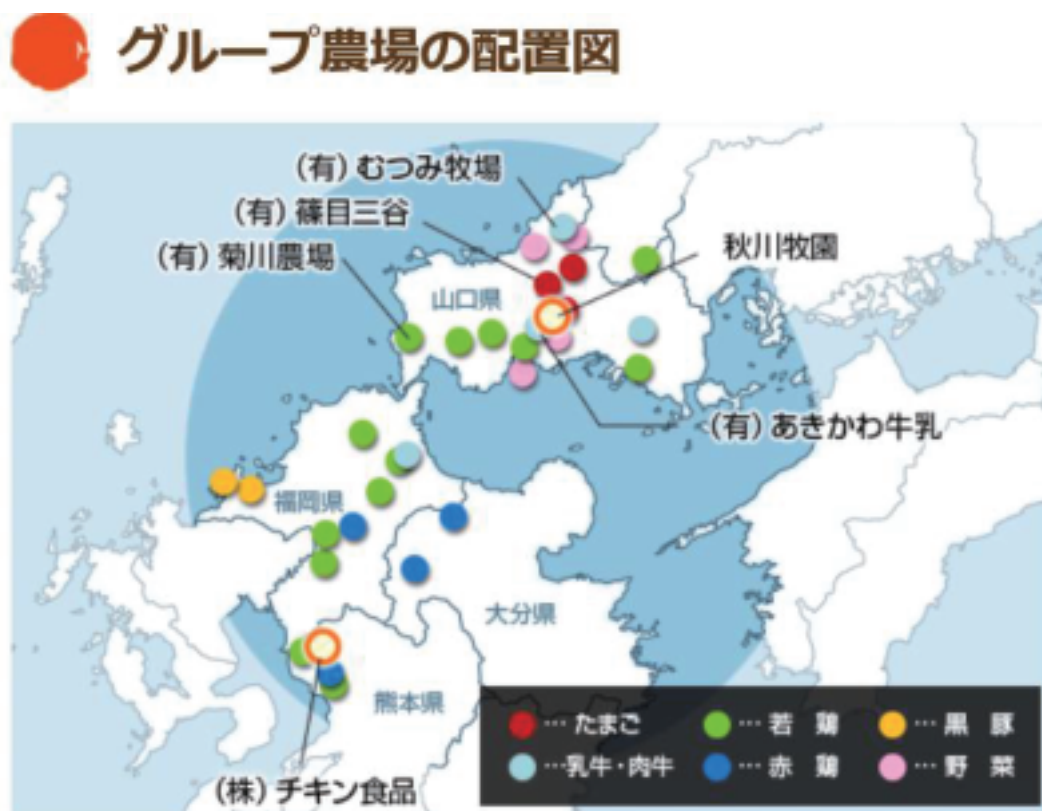 グループ農場の配置図
(有)むつみ牧場
(有)篠目三谷
(有)菊川農場
秋川牧園
山口県
(有)あきかわ牛乳
福岡県
大分県
熊本県
(株)チキン食品
…たまご
…若 鶏
…黒 豚
…乳牛・肉牛
…赤 鶏
…野 菜